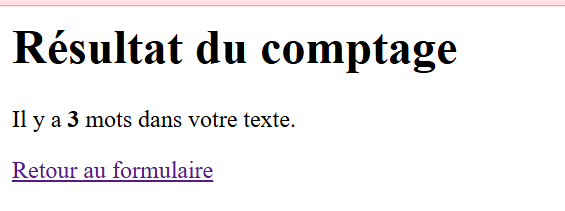 Résultat du comptage
Il y a 3 mots dans votre texte.
Retour au formulaire